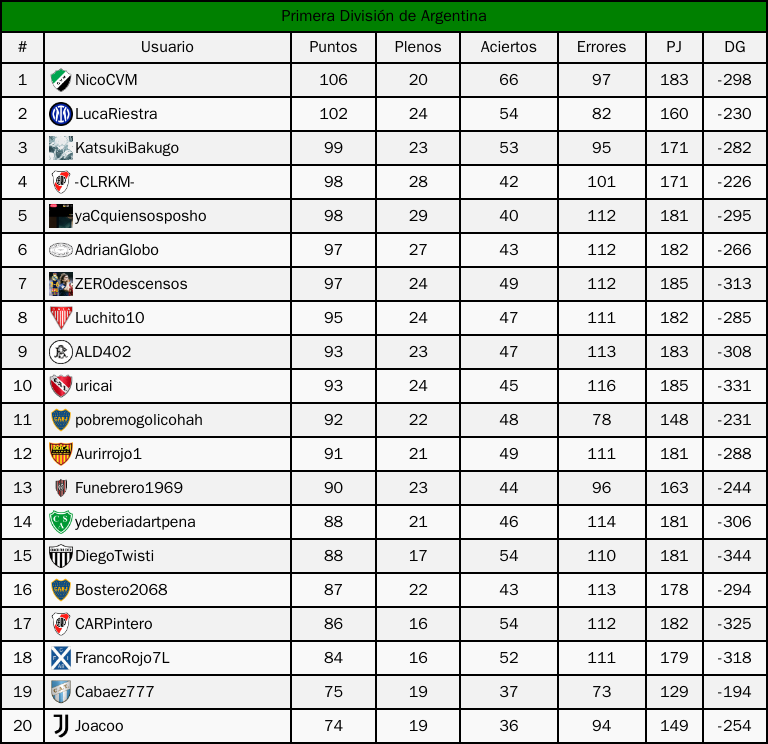 Primera División de Argentina
# Usuario Puntos Plenos Aciertos Errores PJ DG
1 NicoCVM 106 20 66 97 183 -298
2 LucaRiestra 102 24 54 82 160 -230
3 KatsukiBakugo 99 23 53 95 171 -282
4 -CLRKM- 98 28 42 101 171 -226
5 yaCquiensosposho 98 29 40 112 181 -295
6 AdrianGlobo 97 27 43 112 182 -266
7 ZER0descensos 97 24 49 112 185 -313
8 Luchito10 95 24 47 111 182 -285
9 ALD402 93 23 47 113 183 -308
10 uricai 93 24 45 116 185 -331
11 pobremogolicohah 92 22 48 78 148 -231
12 Aurirrojo1 91 21 49 111 181 -288
13 Funebrero1969 90 23 44 96 163 -244
14 ydeberiadartpena 88 21 46 114 181 -306
15 DiegoTwisti 88 17 54 110 181 -344
16 Bostero2068 87 22 43 113 178 -294
17 CARPintero 86 16 54 112 182 -325
18 FrancoRojo7L 84 16 52 111 179 -318
19 Cabaez777 75 19 37 73 129 -194
20 Joacoo 74 19 36 94 149 -254